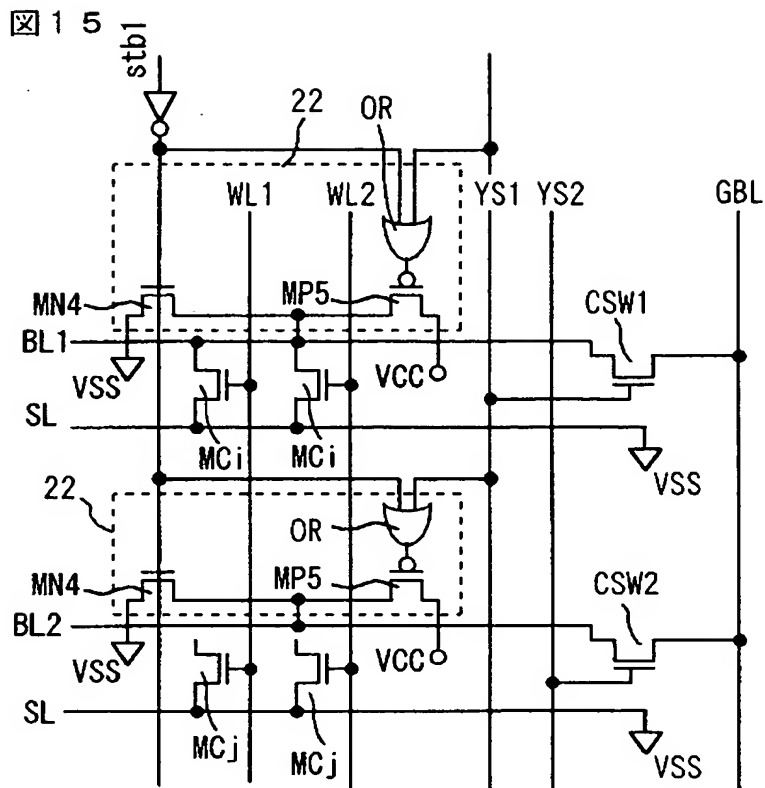 図15
stb1
22
OR
WL1
WL2
YS1
YS2
GBL
MN4
MP5
CSW1
BL1
VSS
VCC
SL
MCi
MCi
VSS
22
OR
MN4
MP5
CSW2
BL2
VSS
VCC
SL
MCj
MCj
VSS